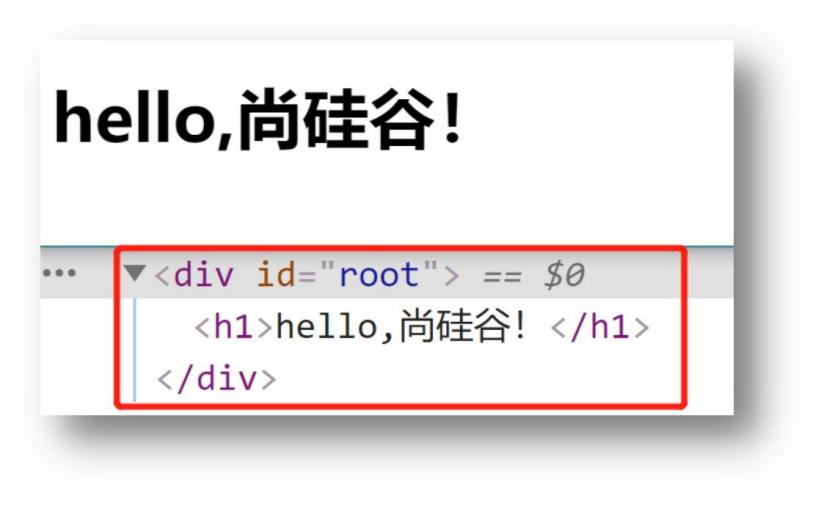 hello,尚硅谷！
••• ▼<div id="root"> == $0
<h1>hello,尚硅谷！</h1>
</div>